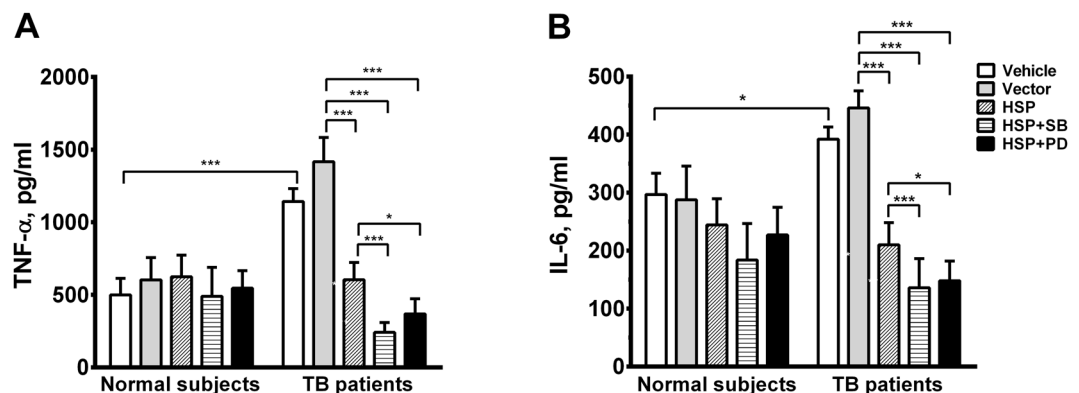 A
TNF-α, pg/ml
2000
1500
1000
500
0
***
***
***
***
*
***
Normal subjects
TB patients
B
IL-6, pg/ml
500
400
300
200
100
0
*
***
***
***
*
***
Normal subjects
TB patients
Vehicle
Vector
HSP
HSP+SB
HSP+PD